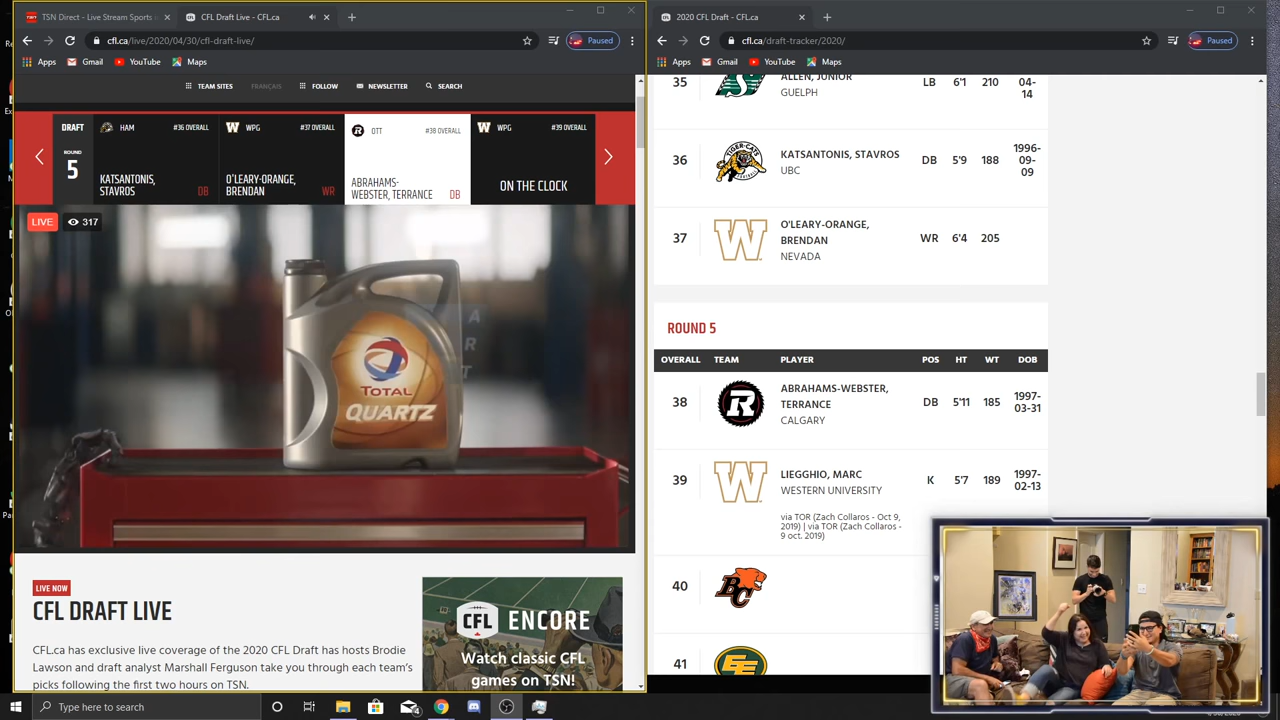 TSN Direct - Live Stream Sports
CFL Draft Live - CFL.ca
cfl.ca/live/2020/04/30/cfl-draft-live/
Paused
Apps
Gmail
YouTube
Maps
TEAM SITES
FRANÇAIS
FOLLOW
NEWSLETTER
SEARCH
DRAFT
ROUND
5
HAM #36 OVERALL
KATSANTONIS,
STAVROS DB
WPG #37 OVERALL
O'LEARY-ORANGE,
BRENDAN WR
OTT #38 OVERALL
ABRAHAMS-
WEBSTER, TERRANCE DB
WPG #39 OVERALL
ON THE CLOCK
LIVE
317
TOTAL
QUARTZ
LIVE NOW
CFL DRAFT LIVE
CFL.ca has exclusive live coverage of the 2020 CFL Draft has hosts Brodie
Lawson and draft analyst Marshall Ferguson take you through each team's
picks following the first two hours on TSN.
CFL ENCORE
Watch classic CFL
games on TSN!
2020 CFL Draft - CFL.ca
cfl.ca/draft-tracker/2020/
Paused
Apps
Gmail
YouTube
Maps
35 ALLEN, JUNIOR LB 6'1 210 04-
14
GUELPH
36 KATSANTONIS, STAVROS DB 5'9 188 1996-
09-
09
UBC
37 O'LEARY-ORANGE, WR 6'4 205
BRENDAN
NEVADA
ROUND 5
OVERALL TEAM PLAYER POS HT WT DOB
38 ABRAHAMS-WEBSTER, DB 5'11 185 1997-
03-31
TERRANCE
CALGARY
39 LIEGGHIO, MARC K 5'7 189 1997-
02-13
WESTERN UNIVERSITY
via TOR (Zach Collaros - Oct 9,
2019) | via TOR (Zach Collaros -
9 oct. 2019)
40 BC
41
Type here to search